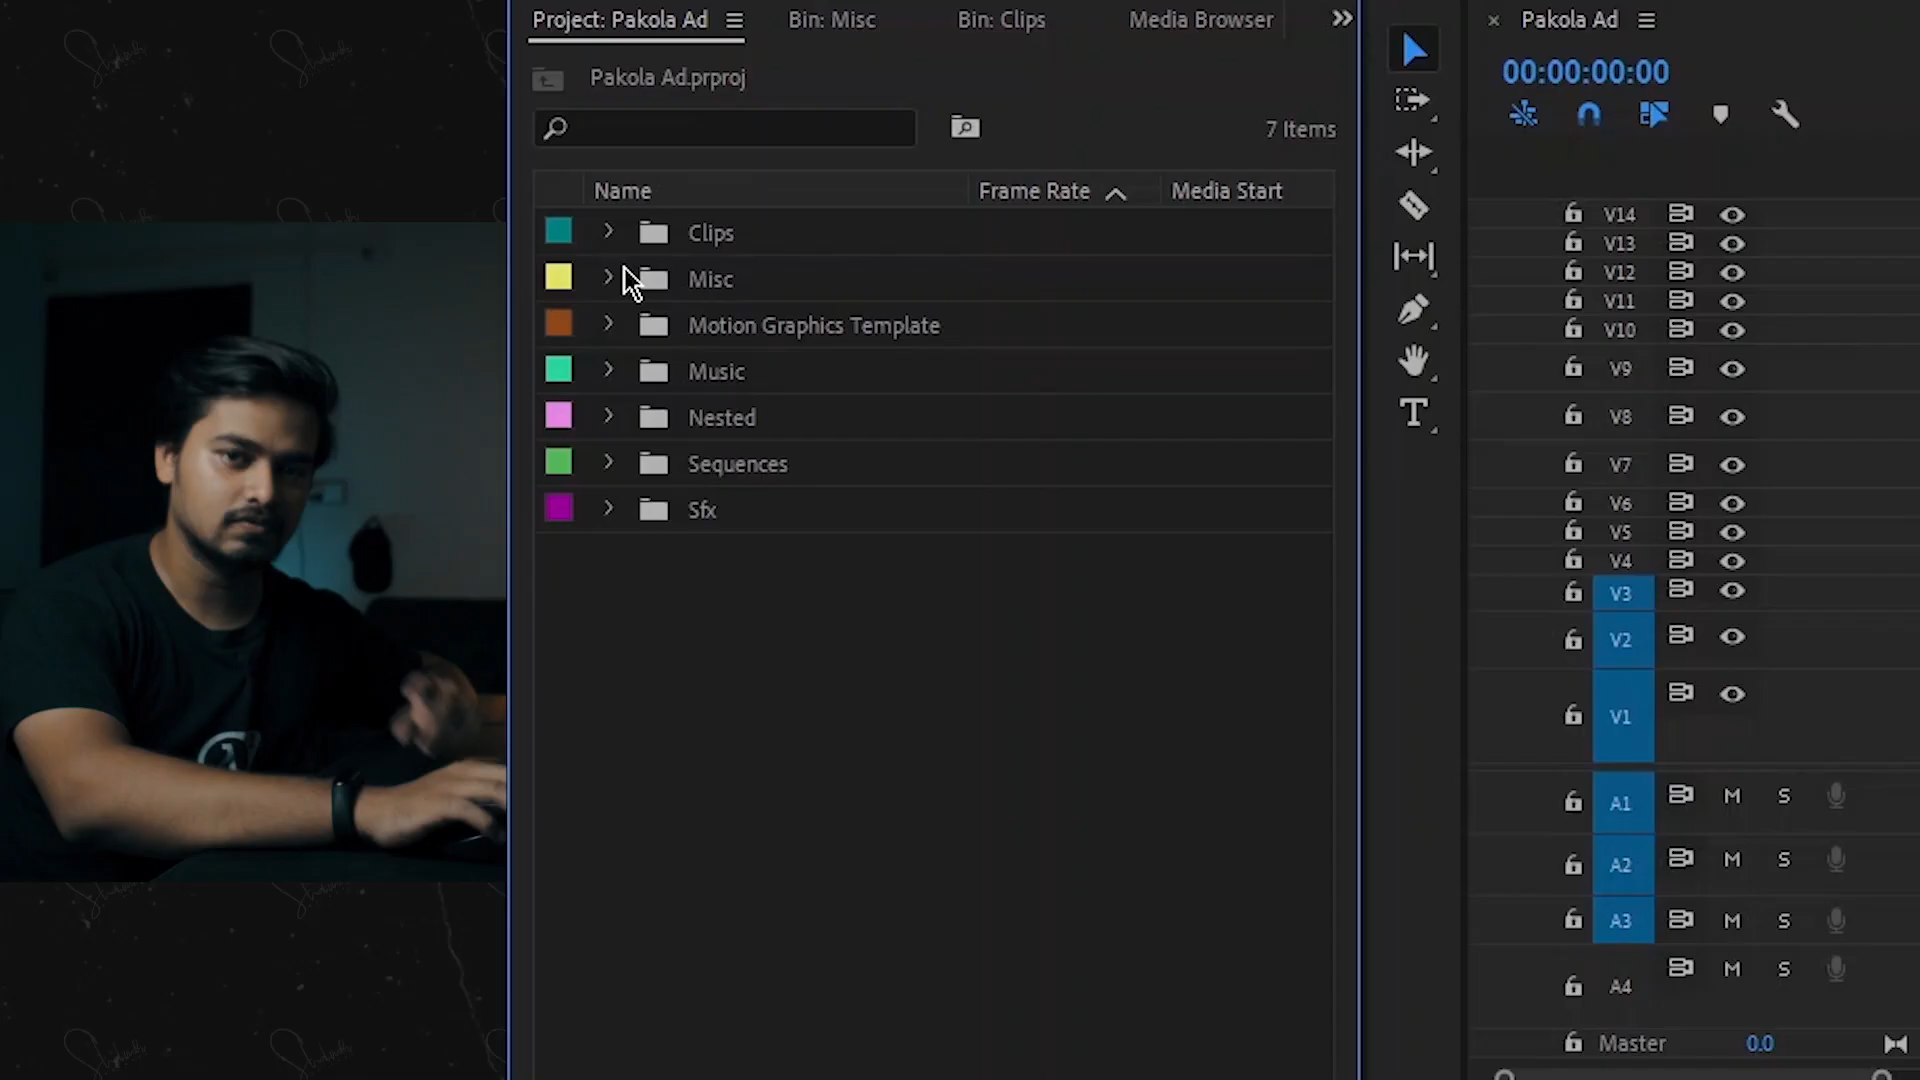 Project: Pakola Ad
Bin: Misc
Bin: Clips
Media Browser
Pakola Ad
Pakola Ad.prproj
00:00:00:00
7 Items
Name
Frame Rate
Media Start
Clips
Misc
Motion Graphics Template
Music
Nested
Sequences
Sfx
V14
V13
V12
V11
V10
V9
V8
V7
V6
V5
V4
V3
V2
V1
A1 M S
A2 M S
A3 M S
A4 M S
Master 0.0